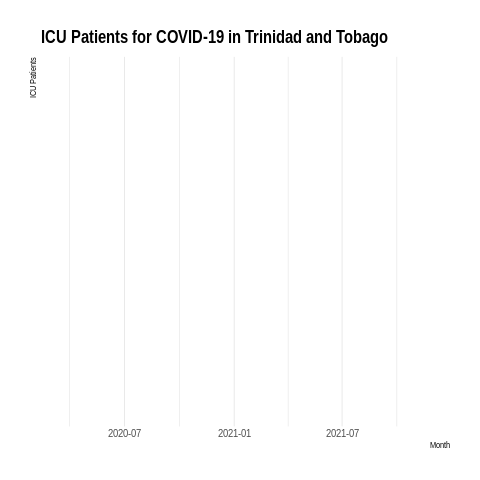 ICU Patients for COVID-19 in Trinidad and Tobago
ICU Patients
2020-07
2021-01
2021-07
Month